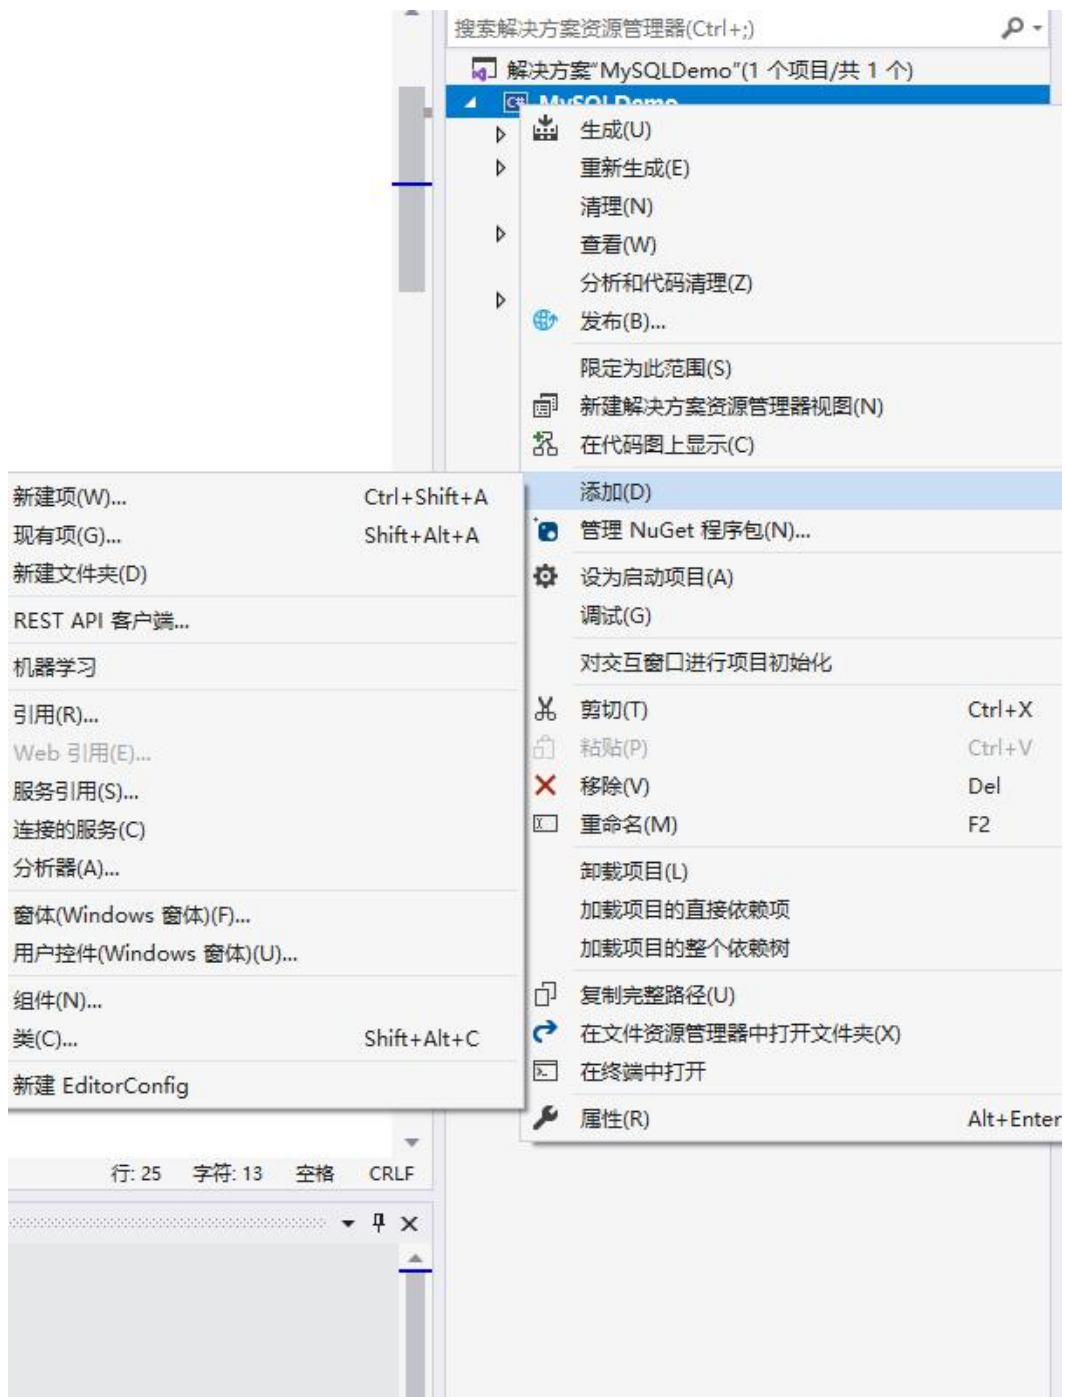 搜索解决方案资源管理器(Ctrl+;)
解决方案"MySQLDemo"(1 个项目/共 1 个)
C# MySQLDemo
生成(U)
重新生成(E)
清理(N)
查看(W)
分析和代码清理(Z)
发布(B)...
限定为此范围(S)
新建解决方案资源管理器视图(N)
在代码图上显示(C)
添加(D)
管理 NuGet 程序包(N)...
设为启动项目(A)
调试(G)
对交互窗口进行项目初始化
剪切(T) Ctrl+X
粘贴(P) Ctrl+V
移除(V) Del
重命名(M) F2
卸载项目(L)
加载项目的直接依赖项
加载项目的整个依赖树
复制完整路径(U)
在文件资源管理器中打开文件夹(X)
在终端中打开
属性(R) Alt+Enter
新建项(W)... Ctrl+Shift+A
现有项(G)... Shift+Alt+A
新建文件夹(D)
REST API 客户端...
机器学习
引用(R)...
Web 引用(E)...
服务引用(S)...
连接的服务(C)
分析器(A)...
窗体(Windows 窗体)(F)...
用户控件(Windows 窗体)(U)...
组件(N)...
类(C)... Shift+Alt+C
新建 EditorConfig
行: 25 字符: 13 空格 CRLF